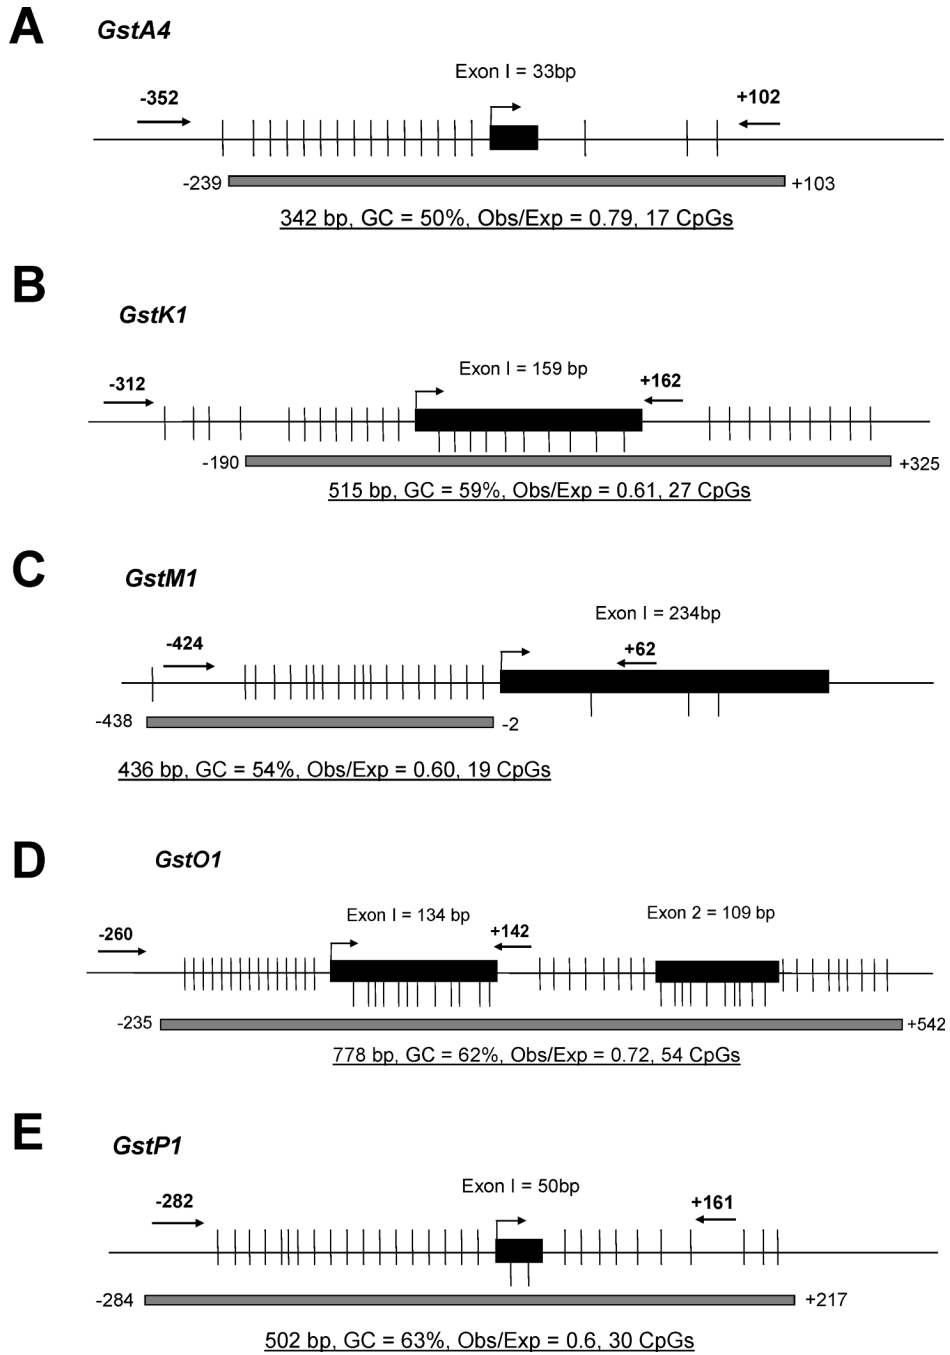 A
GstA4
Exon I = 33bp
-352
+102
-239
+103
342 bp, GC = 50%, Obs/Exp = 0.79, 17 CpGs
B
GstK1
Exon I = 159 bp
-312
+162
-190
+325
515 bp, GC = 59%, Obs/Exp = 0.61, 27 CpGs
C
GstM1
Exon I = 234bp
-424
+62
-438
-2
436 bp, GC = 54%, Obs/Exp = 0.60, 19 CpGs
D
GstO1
Exon I = 134 bp
Exon 2 = 109 bp
-260
+142
-235
+542
778 bp, GC = 62%, Obs/Exp = 0.72, 54 CpGs
E
GstP1
Exon I = 50bp
-282
+161
-284
+217
502 bp, GC = 63%, Obs/Exp = 0.6, 30 CpGs